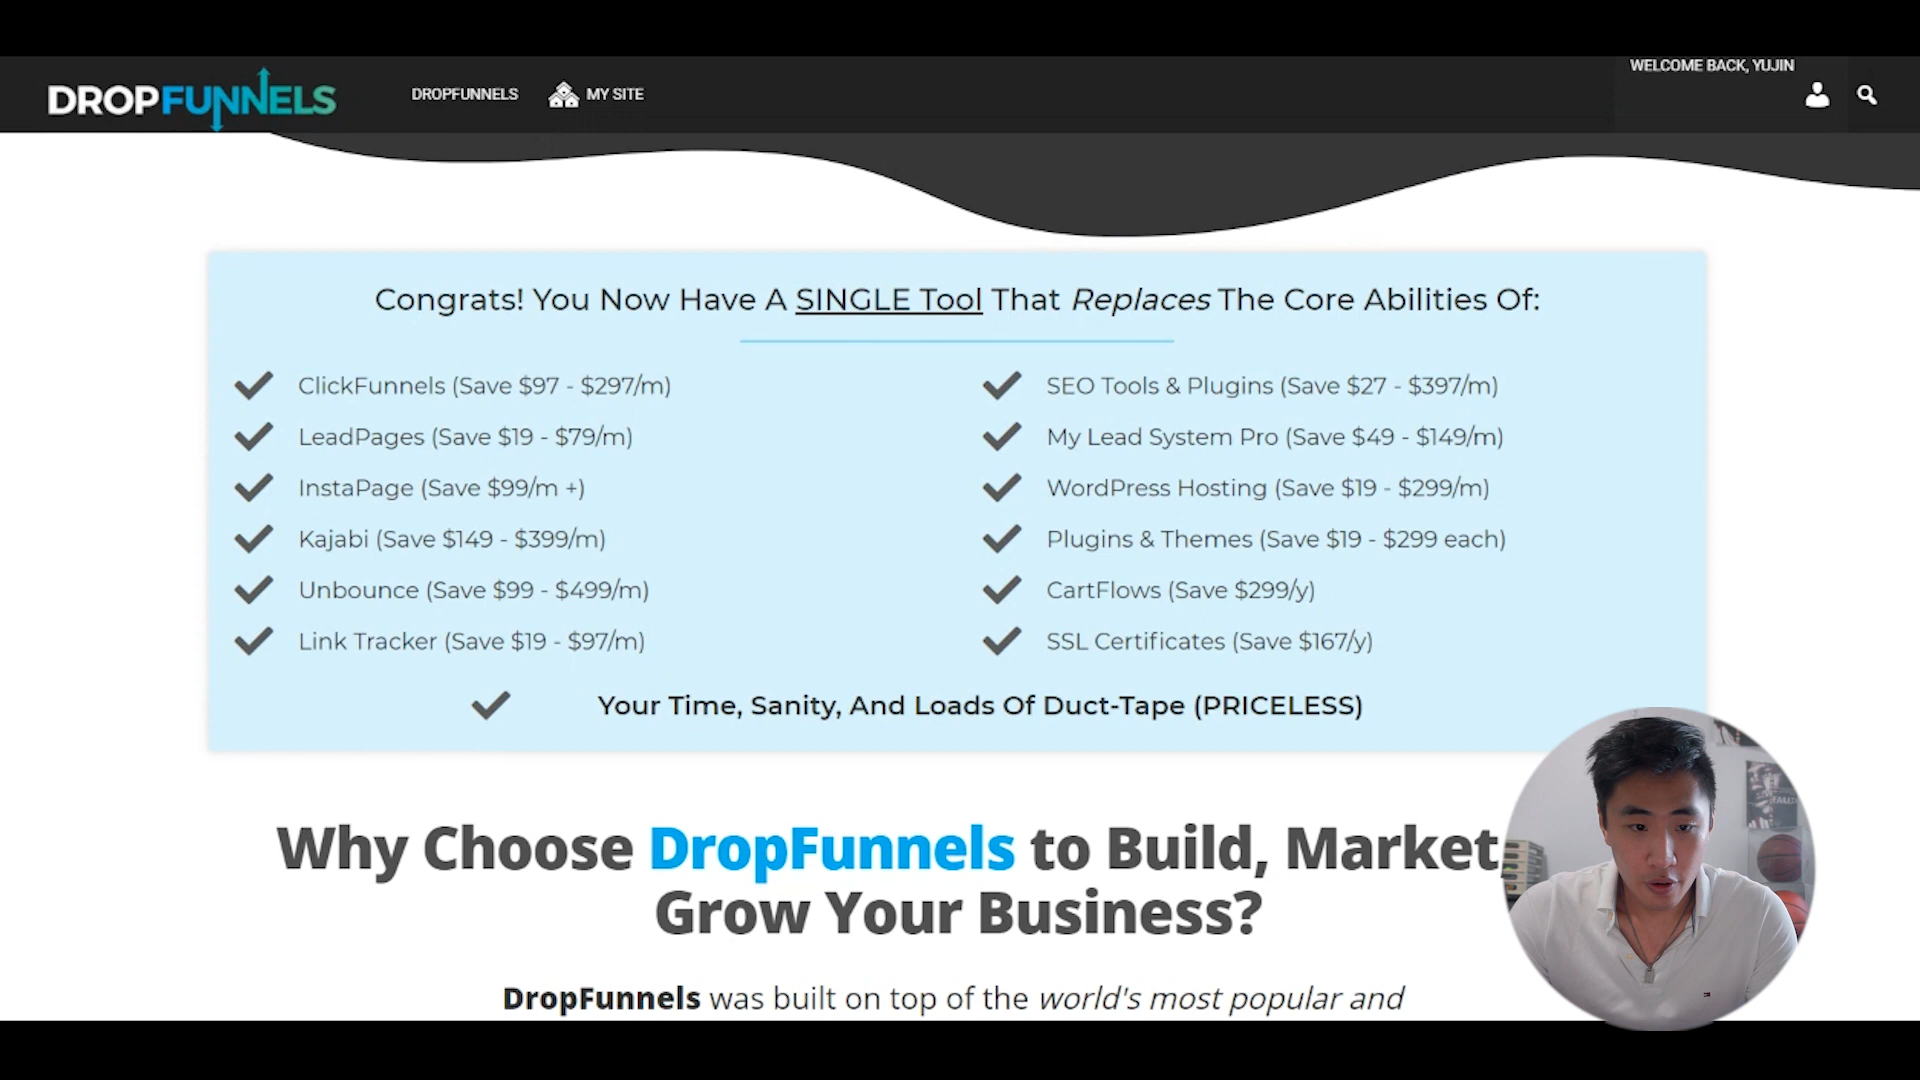 DROPFUNNELS
DROPFUNNELS
MY SITE
WELCOME BACK, YUJIN
Congrats! You Now Have A SINGLE Tool That Replaces The Core Abilities Of:
ClickFunnels (Save $97 - $297/m)
LeadPages (Save $19 - $79/m)
InstaPage (Save $99/m +)
Kajabi (Save $149 - $399/m)
Unbounce (Save $99 - $499/m)
Link Tracker (Save $19 - $97/m)
SEO Tools & Plugins (Save $27 - $397/m)
My Lead System Pro (Save $49 - $149/m)
WordPress Hosting (Save $19 - $299/m)
Plugins & Themes (Save $19 - $299 each)
CartFlows (Save $299/y)
SSL Certificates (Save $167/y)
Your Time, Sanity, And Loads Of Duct-Tape (PRICELESS)
Why Choose DropFunnels to Build, Market,
Grow Your Business?
DropFunnels was built on top of the world's most popular and